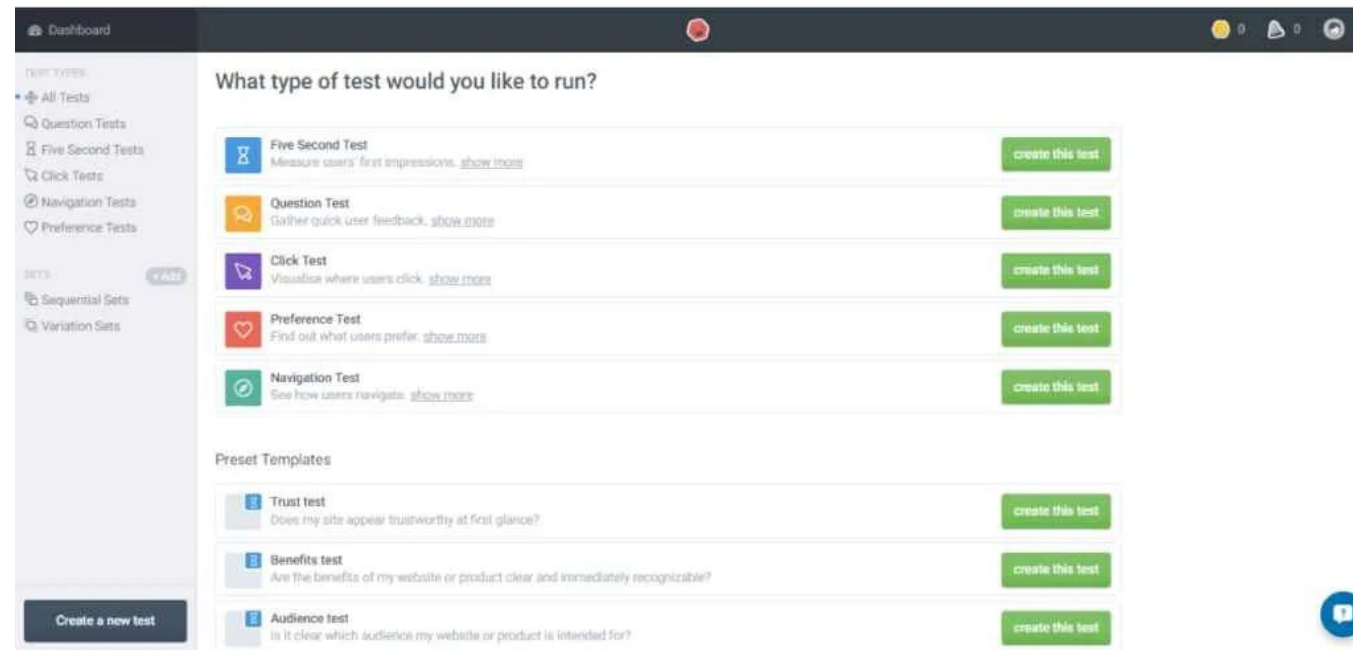 Dashboard
0
0
TEST TYPES
All Tests
Question Tests
Five Second Tests
Click Tests
Navigation Tests
Preference Tests
SETS
+ Add
Sequential Sets
Variation Sets
Create a new test
What type of test would you like to run?
Five Second Test
Measure users' first impressions. show more
create this test
Question Test
Gather quick user feedback. show more
create this test
Click Test
Visualise where users click. show more
create this test
Preference Test
Find out what users prefer. show more
create this test
Navigation Test
See how users navigate. show more
create this test
Preset Templates
Trust test
Does my site appear trustworthy at first glance?
create this test
Benefits test
Are the benefits of my website or product clear and immediately recognizable?
create this test
Audience test
Is it clear which audience my website or product is intended for?
create this test